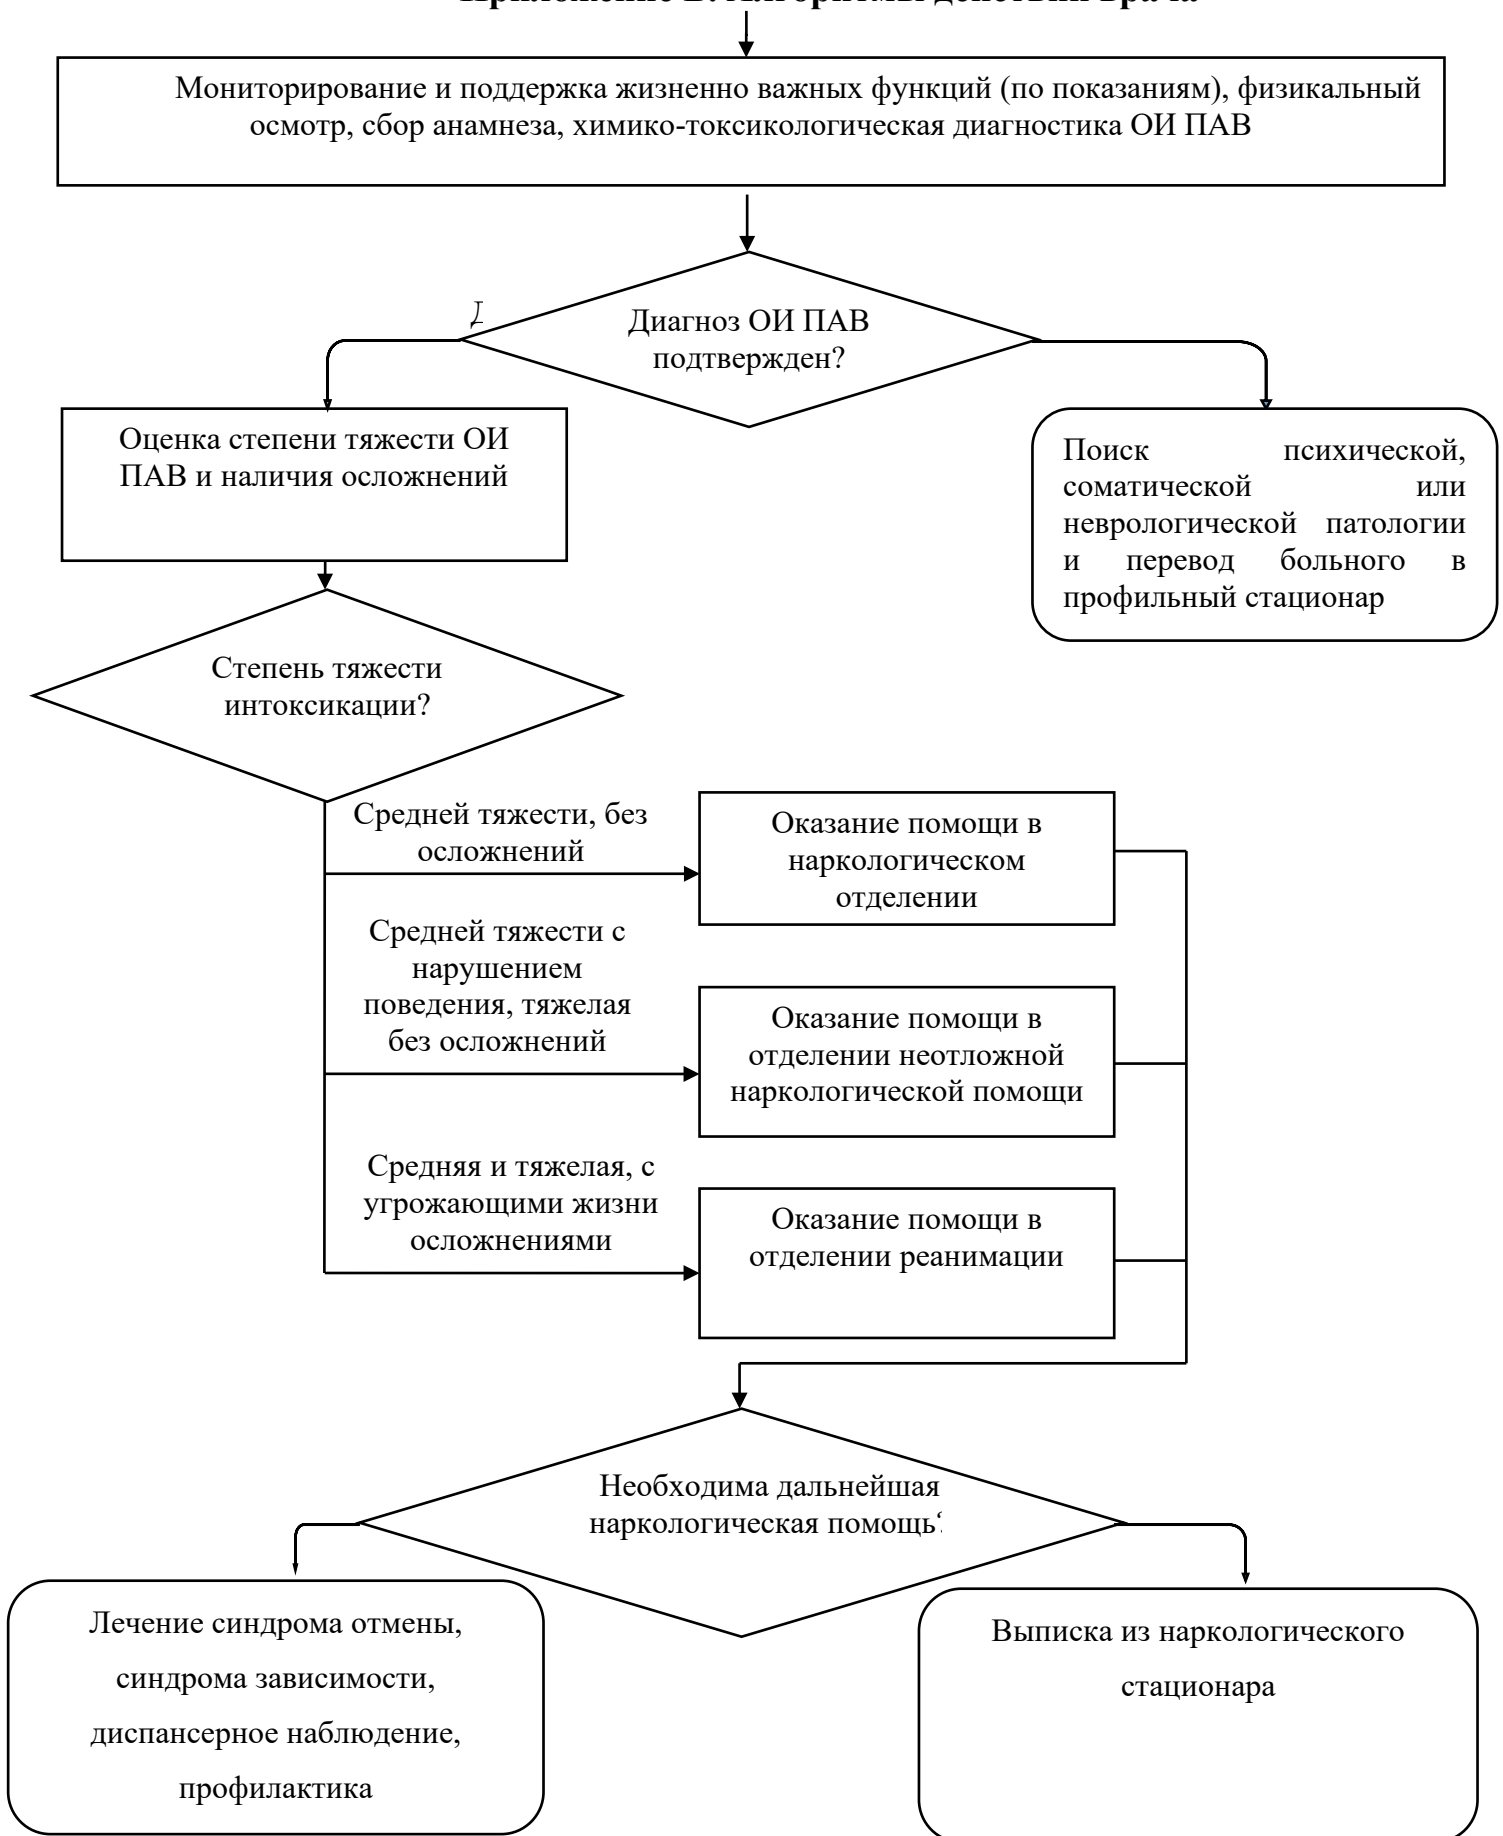 Мониторирование и поддержка жизненно важных функций (по показаниям), физикальный
осмотр, сбор анамнеза, химико-токсикологическая диагностика ОИ ПАВ
Диагноз ОИ ПАВ
подтвержден?
Оценка степени тяжести ОИ
ПАВ и наличия осложнений
Поиск психической,
соматической или
неврологической патологии
и перевод больного в
профильный стационар
Степень тяжести
интоксикации?
Средней тяжести, без
осложнений
Оказание помощи в
наркологическом
отделении
Средней тяжести с
нарушением
поведения, тяжелая
без осложнений
Оказание помощи в
отделении неотложной
наркологической помощи
Средняя и тяжелая, с
угрожающими жизни
осложнениями
Оказание помощи в
отделении реанимации
Необходима дальнейшая
наркологическая помощь?
Лечение синдрома отмены,
синдрома зависимости,
диспансерное наблюдение,
профилактика
Выписка из наркологического
стационара